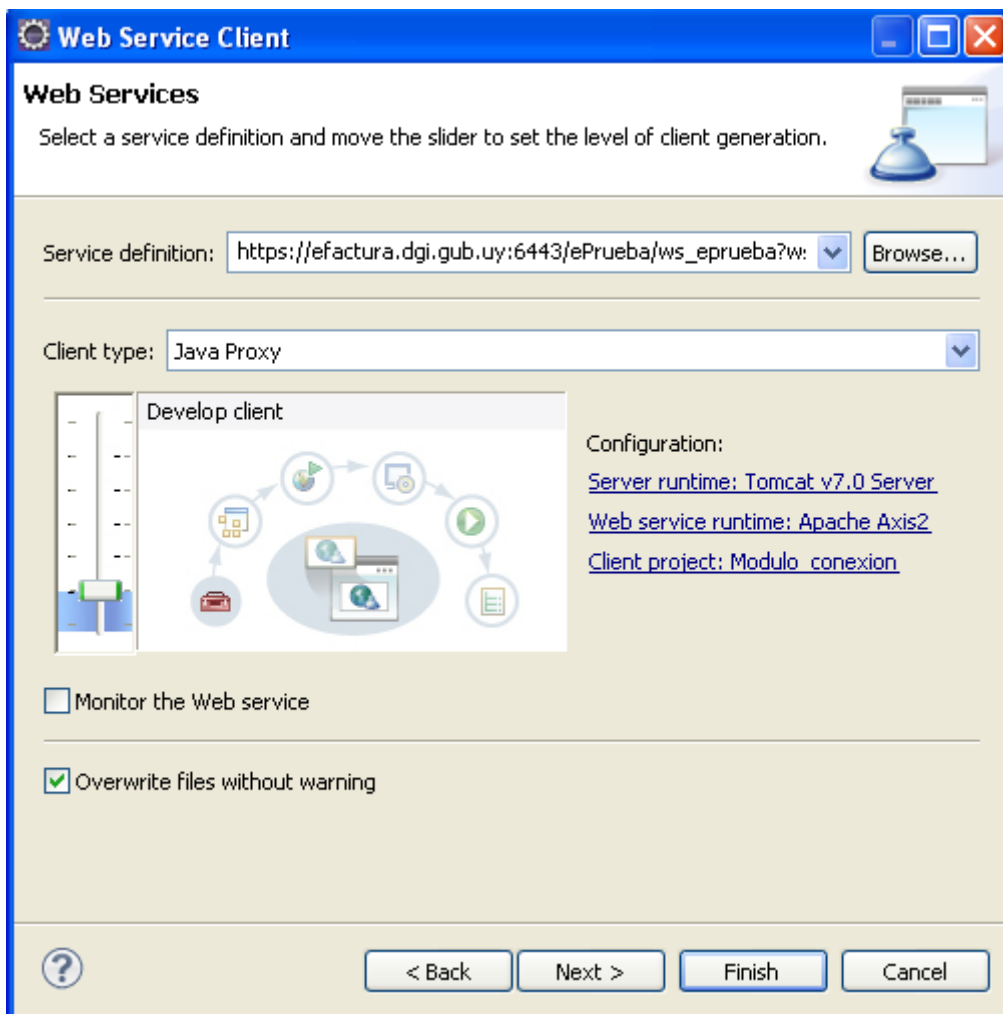 Web Service Client
Web Services
Select a service definition and move the slider to set the level of client generation.
Service definition: https://efactura.dgi.gub.uy:6443/ePrueba/ws_eprueba?w Browse...
Client type: Java Proxy
Develop client
Configuration:
Server runtime: Tomcat v7.0 Server
Web service runtime: Apache Axis2
Client project: Modulo_conexion
Monitor the Web service
Overwrite files without warning
? < Back Next > Finish Cancel